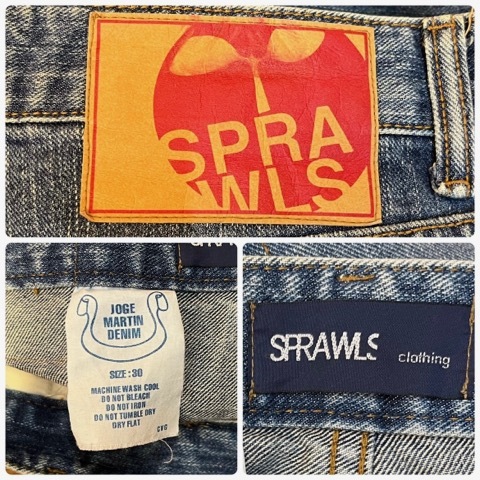 SPRA
WLS
JOGE
MARTIN
DENIM
SIZE : 30
MACHINE WASH COOL
DO NOT BLEACH
DO NOT IRON
DO NOT TUMBLE DRY
DRY FLAT
SPRAWLS clothing